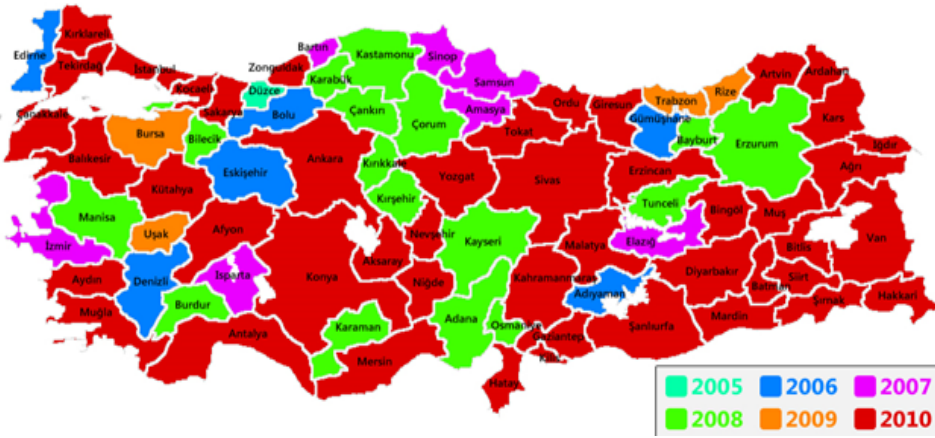 Kırklareli
Edirne
Tekirdağ
İstanbul
Kocaeli
Sakarya
Düzce
Zonguldak
Bartın
Karabük
Kastamonu
Sinop
Samsun
Bolu
Çankırı
Çorum
Amasya
Tokat
Ordu
Giresun
Trabzon
Rize
Artvin
Ardahan
Gümüşhane
Bayburt
Erzurum
Kars
Iğdır
Ağrı
Çanakkale
Bursa
Bilecik
Balıkesir
Kütahya
Eskişehir
Ankara
Kırıkkale
Kırşehir
Yozgat
Sivas
Erzincan
Tunceli
Bingöl
Muş
Manisa
İzmir
Uşak
Afyon
Nevşehir
Kayseri
Malatya
Elazığ
Bitlis
Van
Aydın
Denizli
Isparta
Konya
Aksaray
Niğde
Kahramanmaraş
Adıyaman
Diyarbakır
Batman
Siirt
Şırnak
Hakkari
Muğla
Burdur
Antalya
Karaman
Mersin
Adana
Osmaniye
Gaziantep
Kilis
Hatay
Şanlıurfa
Mardin
2005 2006 2007
2008 2009 2010